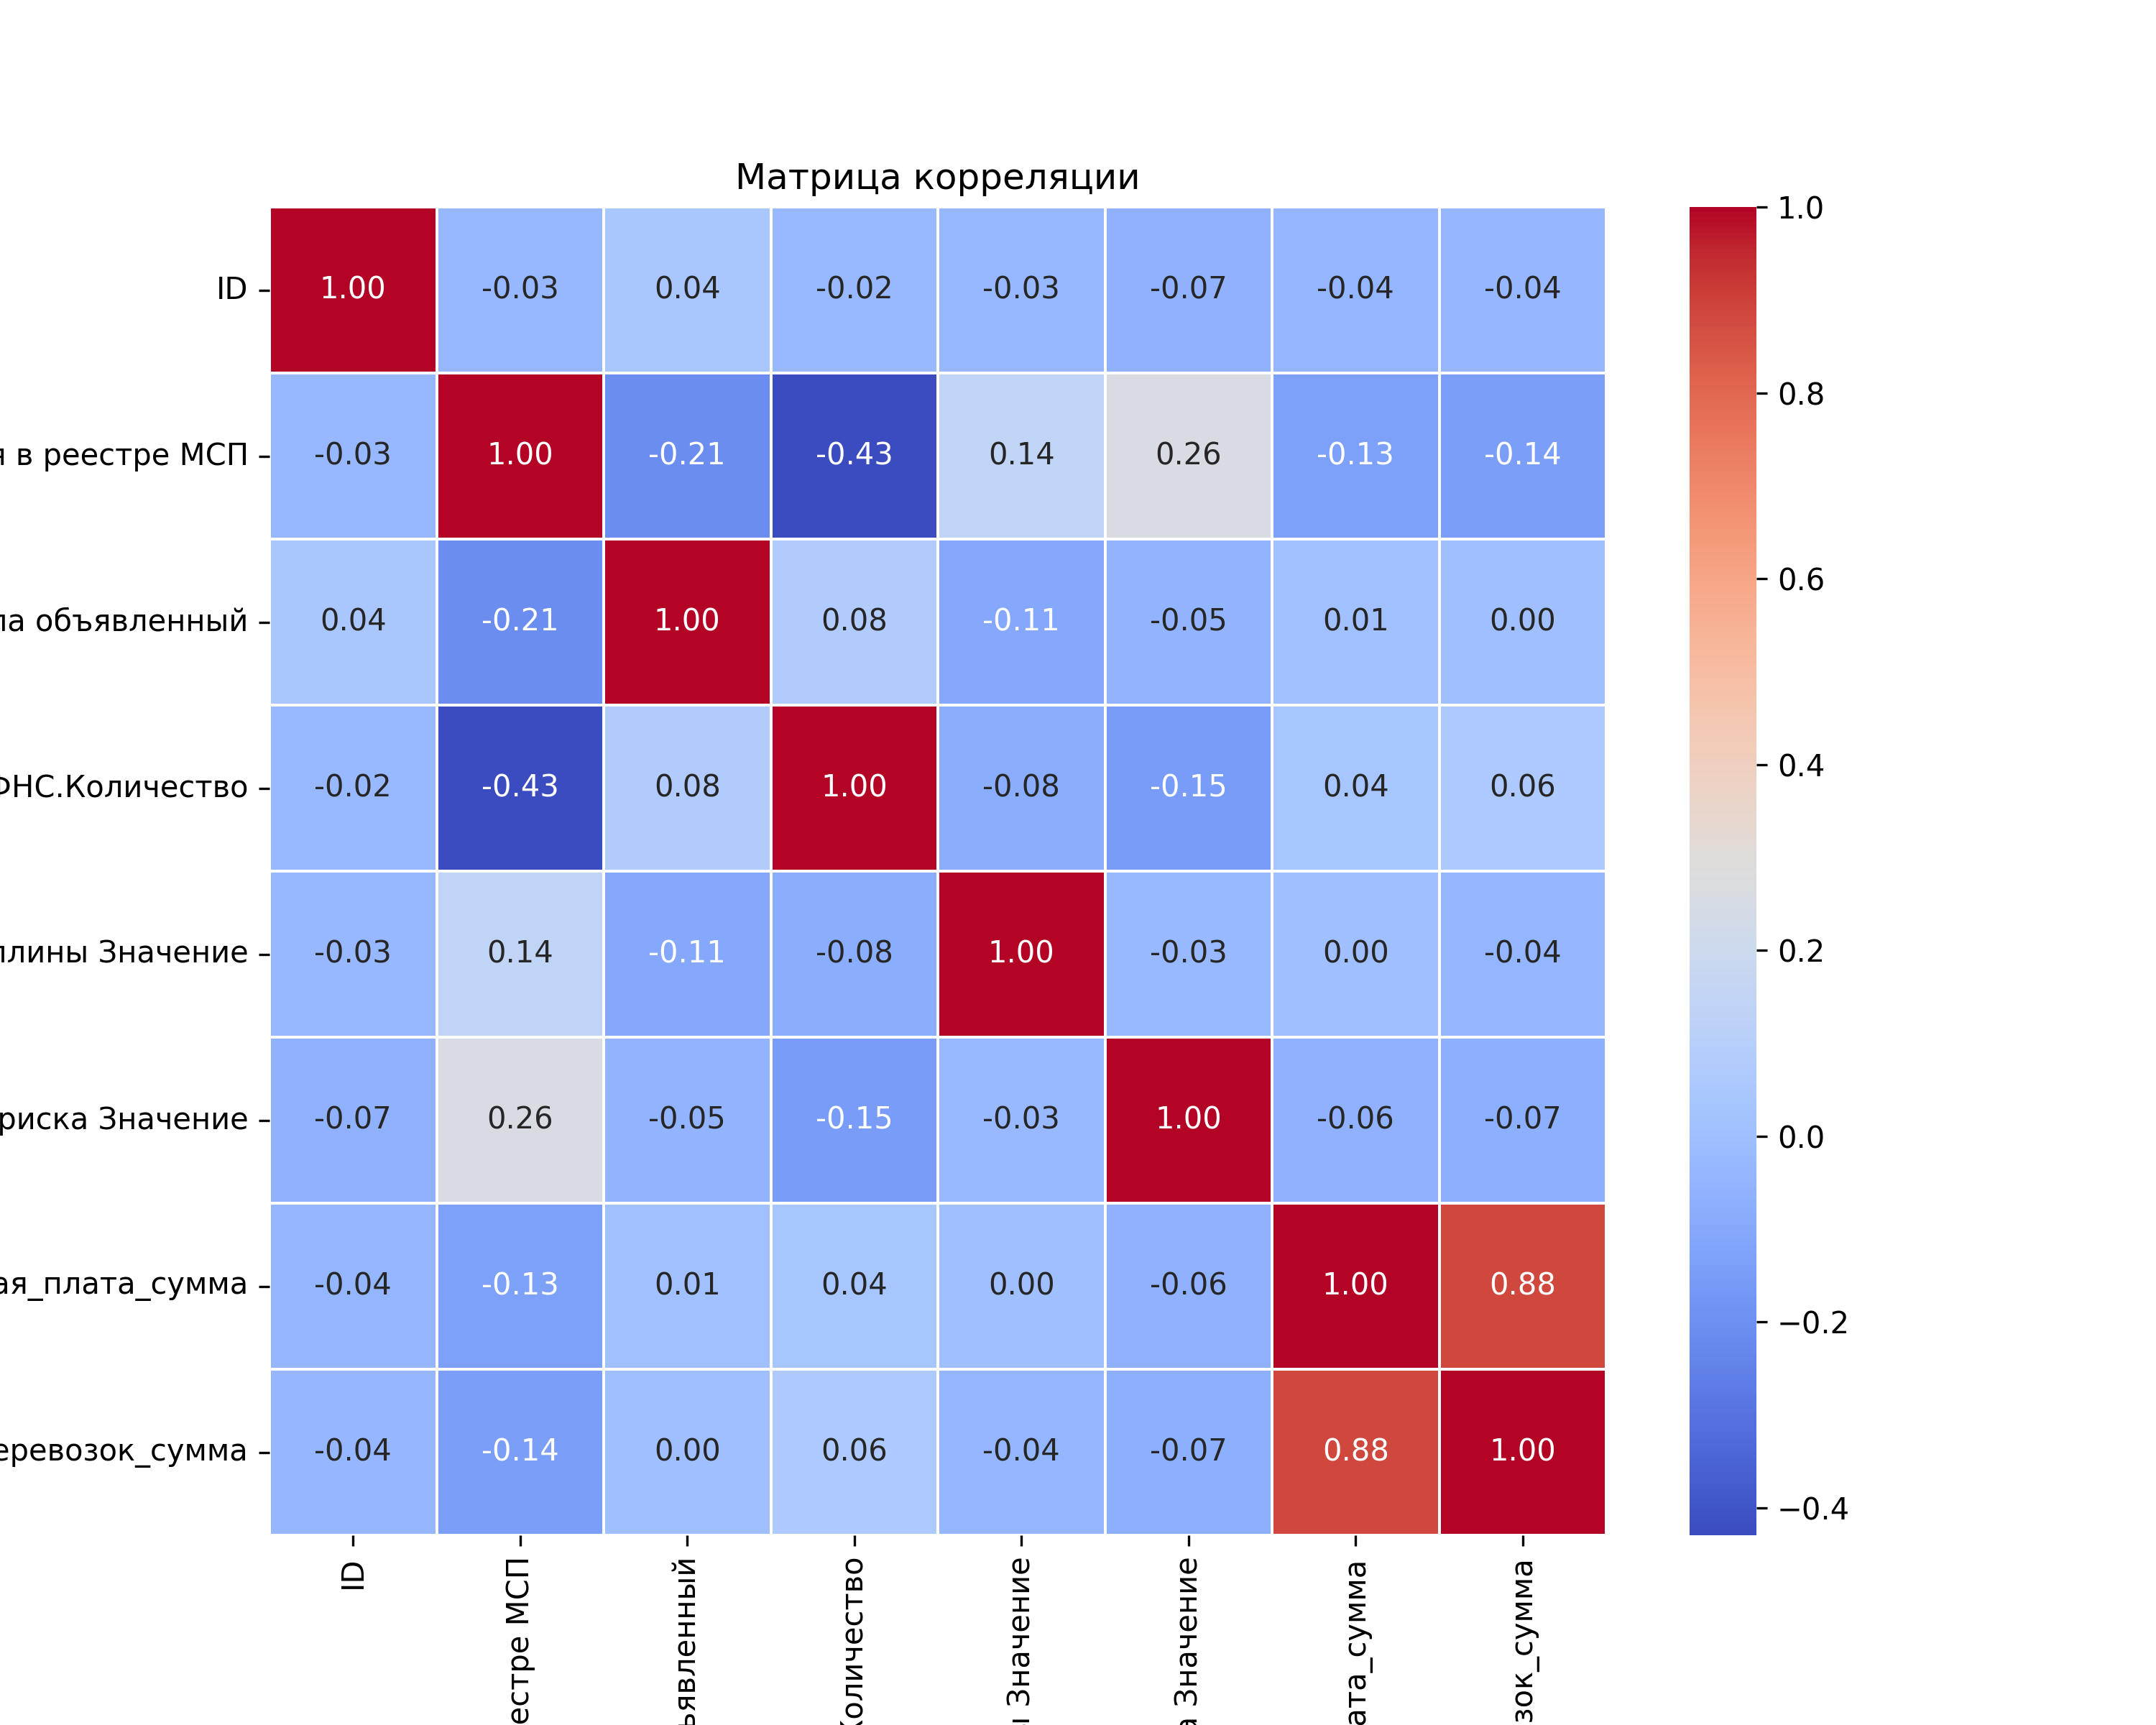 Матрица корреляции
ID 1.00 -0.03 0.04 -0.02 -0.03 -0.07 -0.04 -0.04
я в реестре МСП -0.03 1.00 -0.21 -0.43 0.14 0.26 -0.13 -0.14
ла объявленный 0.04 -0.21 1.00 0.08 -0.11 -0.05 0.01 0.00
ФНС.Количество -0.02 -0.43 0.08 1.00 -0.08 -0.15 0.04 0.06
плины Значение -0.03 0.14 -0.11 -0.08 1.00 -0.03 0.00 -0.04
риска Значение -0.07 0.26 -0.05 -0.15 -0.03 1.00 -0.06 -0.07
ая_плата_сумма -0.04 -0.13 0.01 0.04 0.00 -0.06 1.00 0.88
еревозок_сумма -0.04 -0.14 0.00 0.06 -0.04 -0.07 0.88 1.00
ID
естре МСП
ъявленный
Количество
ы Значение
а Значение
ата_сумма
зок_сумма
1.0
0.8
0.6
0.4
0.2
0.0
−0.2
−0.4